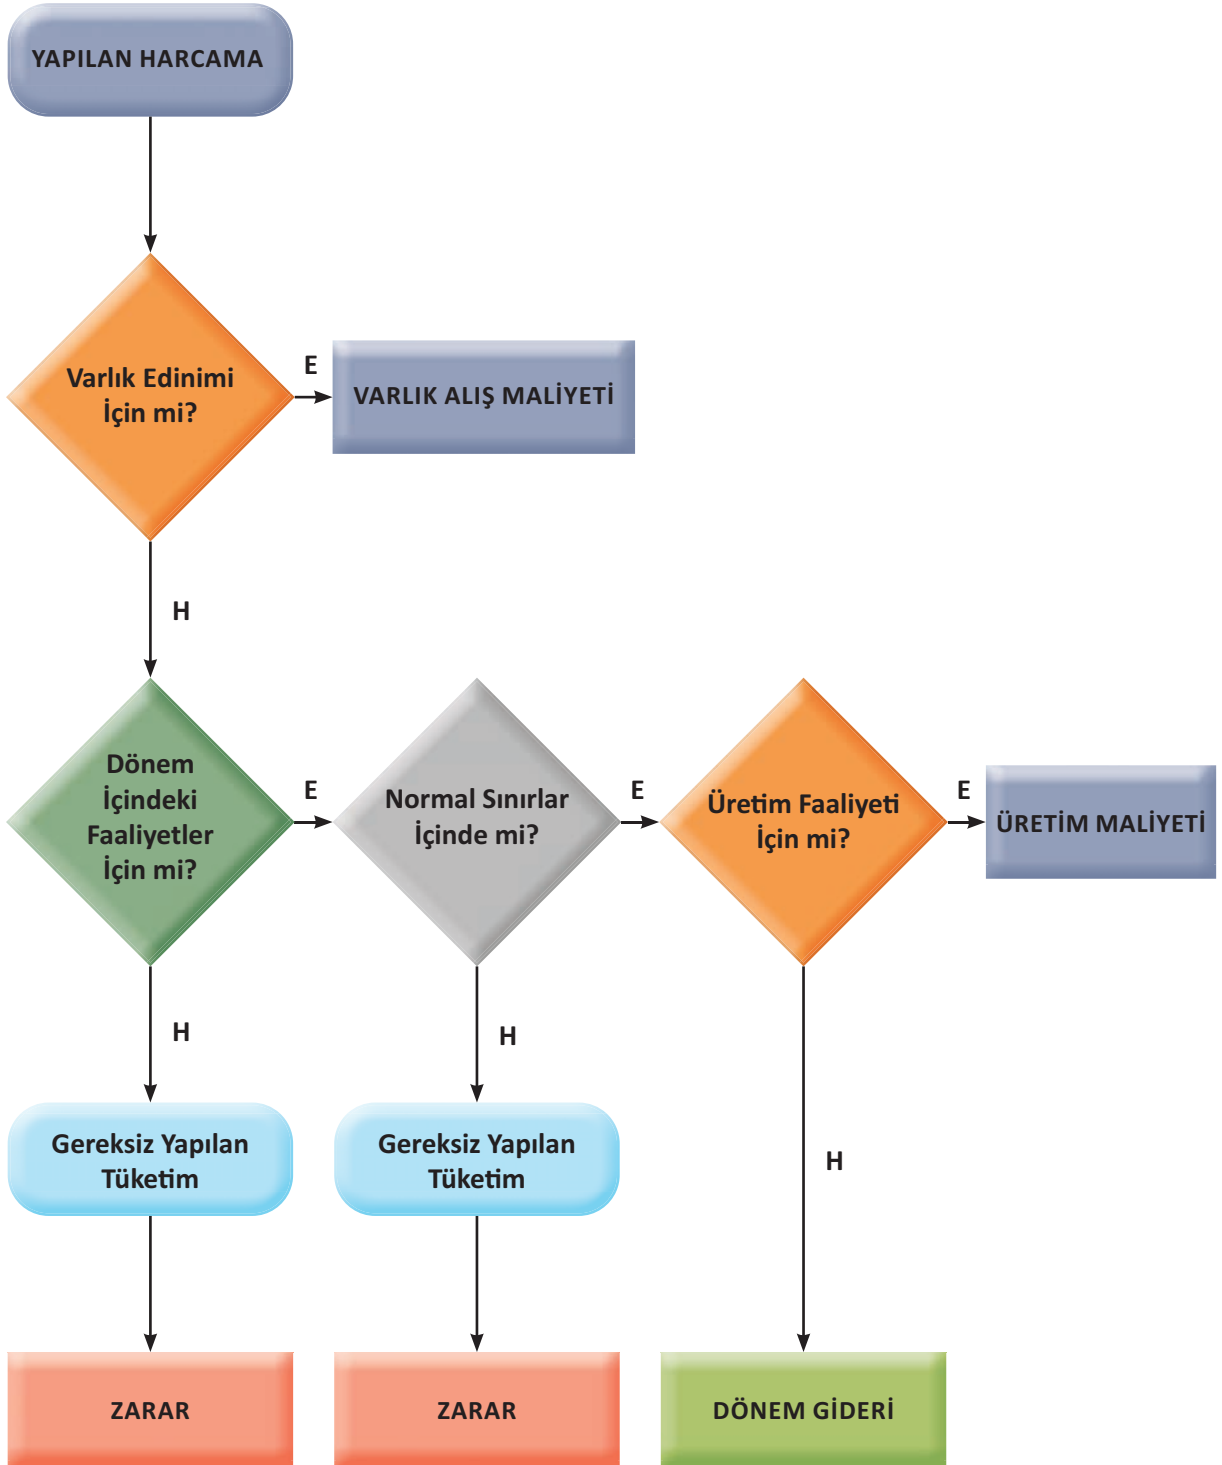 YAPILAN HARCAMA
Varlık Edinimi
İçin mi?
E
VARLIK ALIŞ MALİYETİ
H
Dönem
İçindeki
Faaliyetler
İçin mi?
E
Normal Sınırlar
İçinde mi?
E
Üretim Faaliyeti
İçin mi?
E
ÜRETİM MALİYETİ
H
H
H
Gereksiz Yapılan
Tüketim
Gereksiz Yapılan
Tüketim
ZARAR
ZARAR
DÖNEM GİDERİ